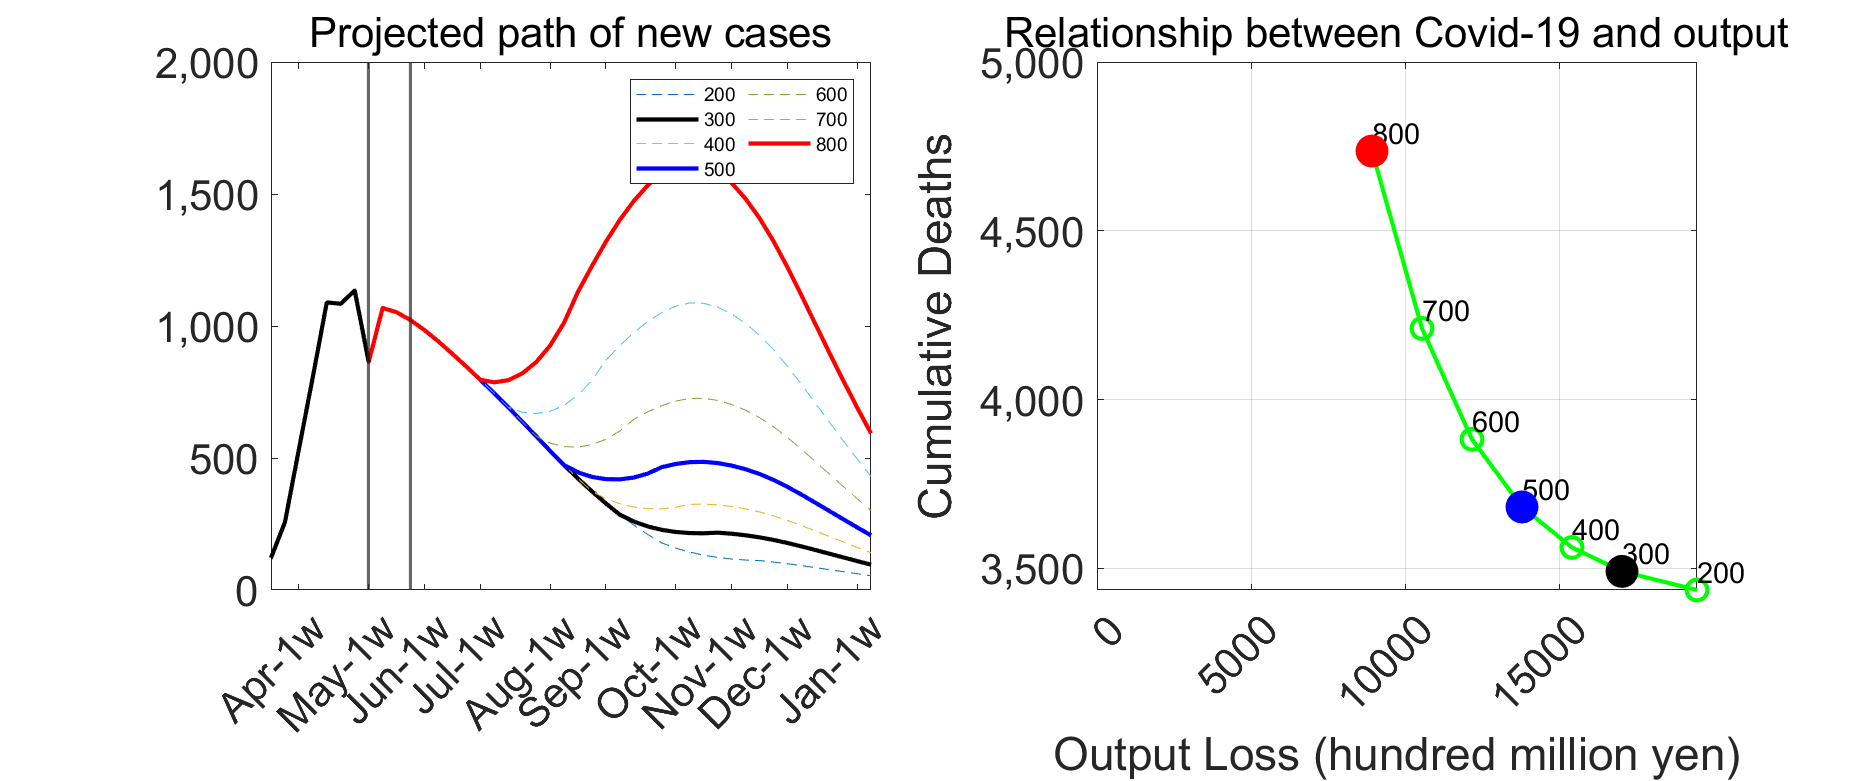 Projected path of new cases
2,000
1,500
1,000
500
0
200
300
400
500
600
700
800
Apr-1w
May-1w
Jun-1w
Jul-1w
Aug-1w
Sep-1w
Oct-1w
Nov-1w
Dec-1w
Jan-1w
Relationship between Covid-19 and output
Cumulative Deaths
5,000
4,500
4,000
3,500
800
700
600
500
400
300
200
0
5000
10000
15000
Output Loss (hundred million yen)